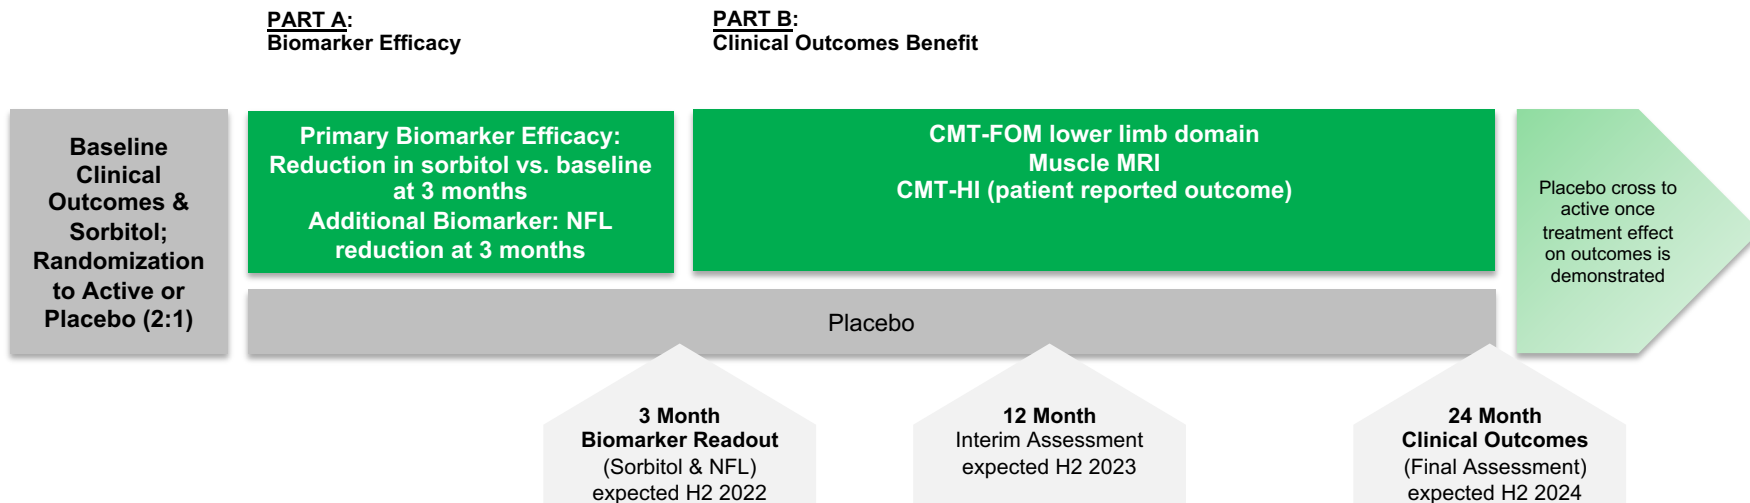 PART A:
Biomarker Efficacy
PART B:
Clinical Outcomes Benefit
Baseline
Clinical
Outcomes &
Sorbitol;
Randomization
to Active or
Placebo (2:1)
Primary Biomarker Efficacy:
Reduction in sorbitol vs. baseline
at 3 months
Additional Biomarker: NFL
reduction at 3 months
CMT-FOM lower limb domain
Muscle MRI
CMT-HI (patient reported outcome)
Placebo cross to
active once
treatment effect
on outcomes is
demonstrated
Placebo
3 Month
Biomarker Readout
(Sorbitol & NFL)
expected H2 2022
12 Month
Interim Assessment
expected H2 2023
24 Month
Clinical Outcomes
(Final Assessment)
expected H2 2024